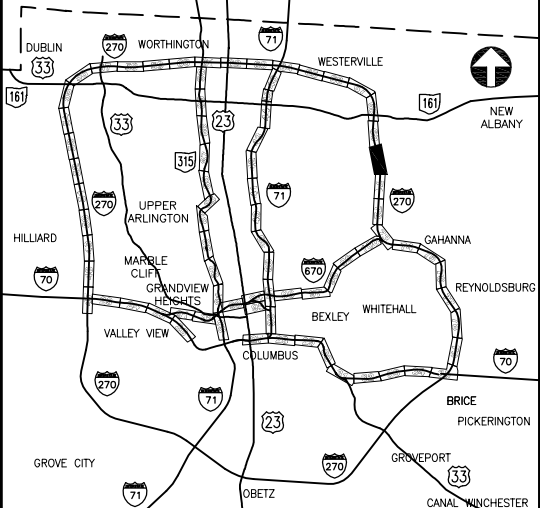 DUBLIN
270
WORTHINGTON
71
33
WESTERVILLE
161
161
NEW
ALBANY
33
23
315
71
270
270
UPPER
ARLINGTON
HILLIARD
GAHANNA
MARBLE
CLIFF
670
70
GRANDVIEW
HEIGHTS
REYNOLDSBURG
BEXLEY
WHITEHALL
VALLEY VIEW
COLUMBUS
70
270
71
BRICE
23
PICKERINGTON
GROVE CITY
270
GROVEPORT
33
71
OBETZ
CANAL WINCHESTER